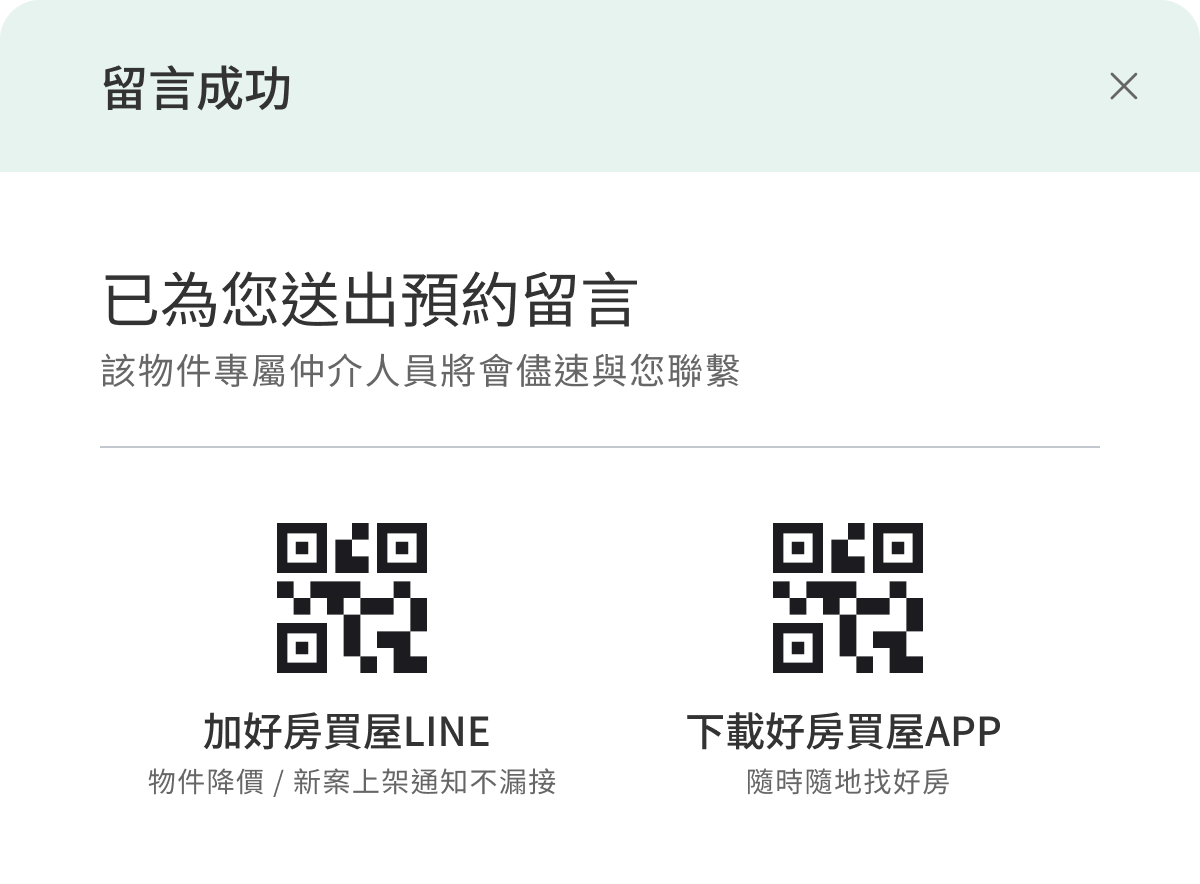 留言成功
已為您送出預約留言
該物件專屬仲介人員將會儘速與您聯繫
加好房買屋LINE
物件降價 / 新案上架通知不漏接
下載好房買屋APP
隨時隨地找好房